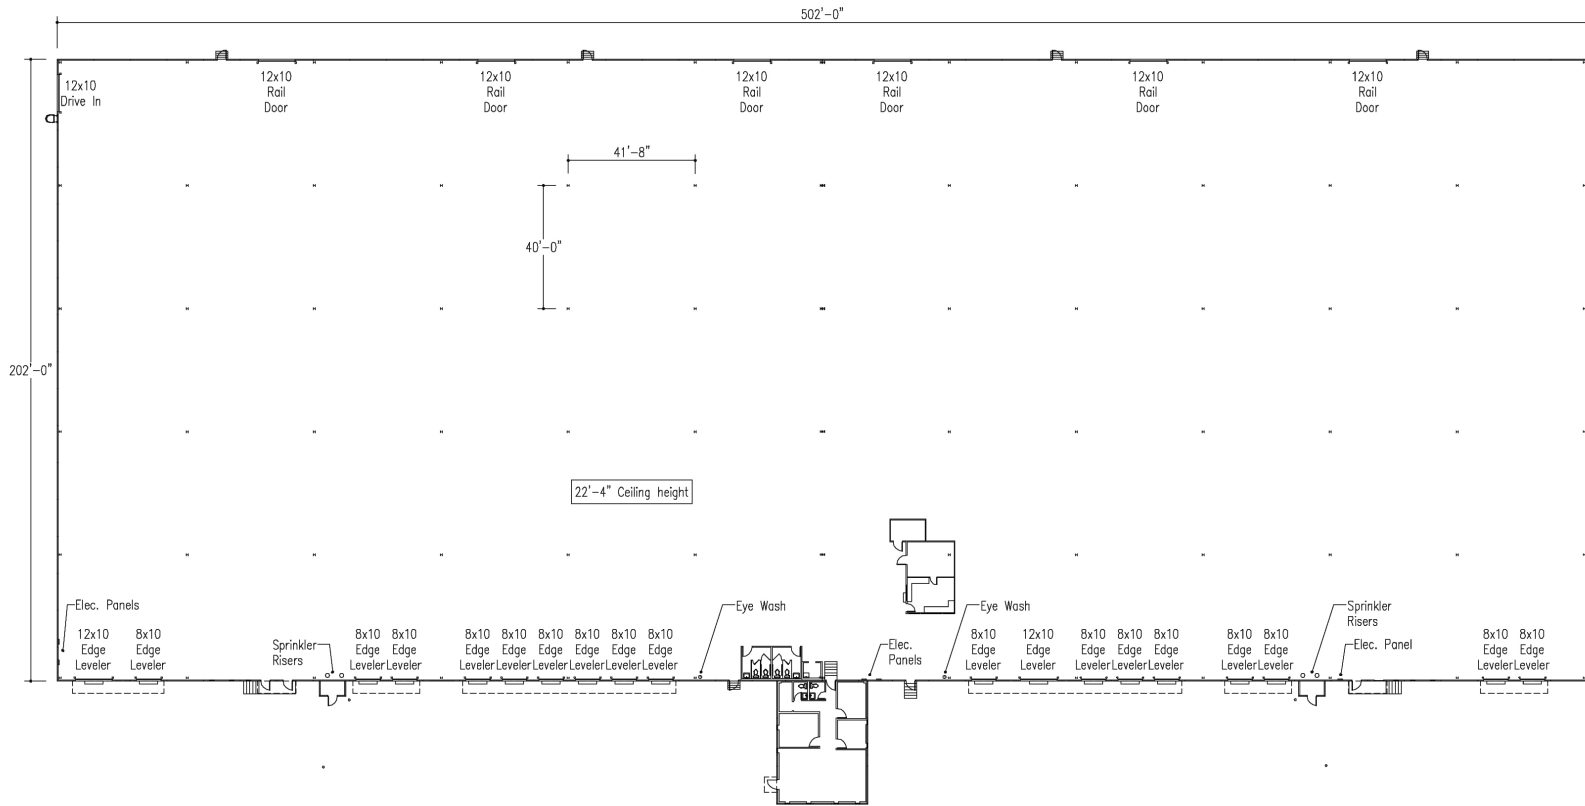 502'-0"
12x10
Drive In
12x10
Rail
Door
12x10
Rail
Door
12x10
Rail
Door
12x10
Rail
Door
12x10
Rail
Door
12x10
Rail
Door
41'-8"
40'-0"
202'-0"
22'-4" Ceiling height
Elec. Panels
12x10
Edge
Leveler
8x10
Edge
Leveler
Sprinkler
Risers
8x10
Edge
Leveler
8x10
Edge
Leveler
8x10
Edge
Leveler
8x10
Edge
Leveler
8x10
Edge
Leveler
8x10
Edge
Leveler
8x10
Edge
Leveler
8x10
Edge
Leveler
Eye Wash
Elec.
Panels
Eye Wash
8x10
Edge
Leveler
12x10
Edge
Leveler
8x10
Edge
Leveler
8x10
Edge
Leveler
8x10
Edge
Leveler
8x10
Edge
Leveler
8x10
Edge
Leveler
Sprinkler
Risers
Elec. Panel
8x10
Edge
Leveler
8x10
Edge
Leveler